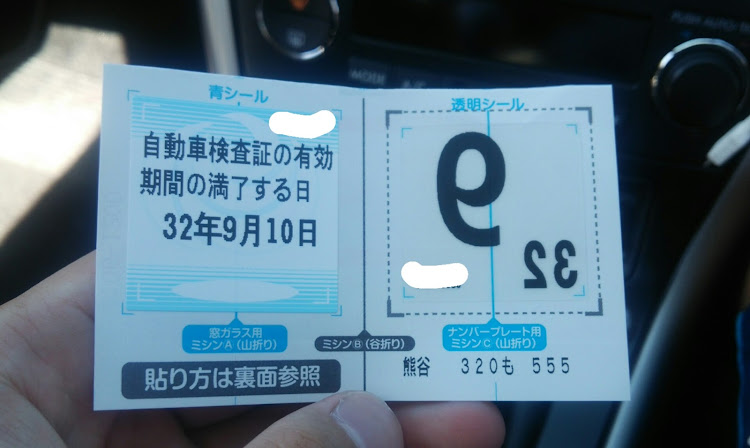 青シール
自動車検査証の有効
期間の満了する日
32年9月10日
窓ガラス用
ミシンA(山折り)
貼り方は裏面参照
ミシンB(谷折り)
透明シール
9
32
ナンバープレート用
ミシンC(山折り)
熊谷 320も 555
MODE